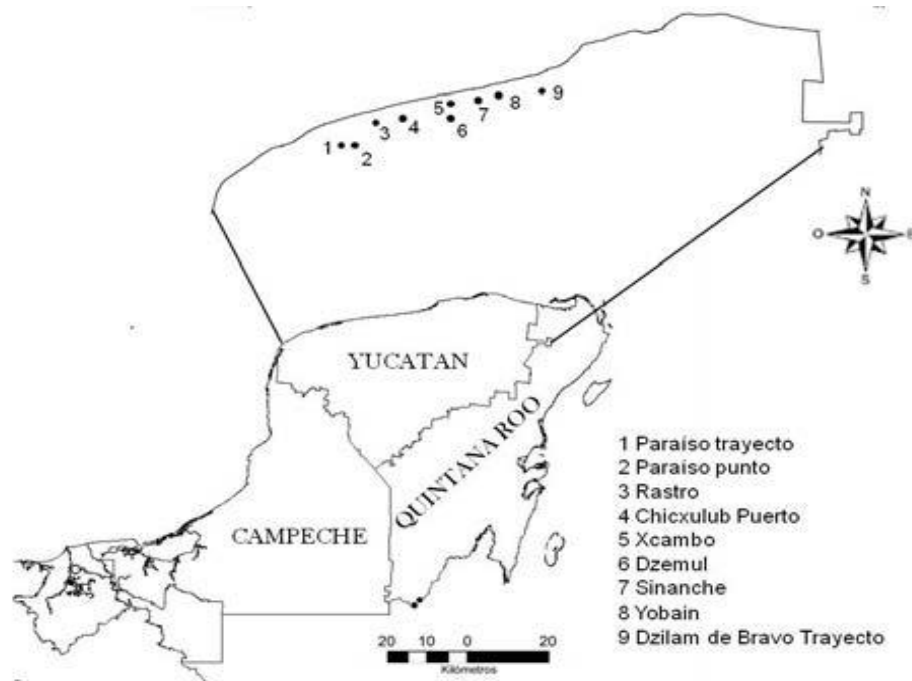 1
2
3
4
5
6
7
8
9
N
O
E
S
YUCATAN
QUINTANA ROO
CAMPECHE
1 Paraíso trayecto
2 Paraíso punto
3 Rastro
4 Chicxulub Puerto
5 Xcambo
6 Dzemul
7 Sinanche
8 Yobain
9 Dzilam de Bravo Trayecto
20 10 0 20
Kilómetros